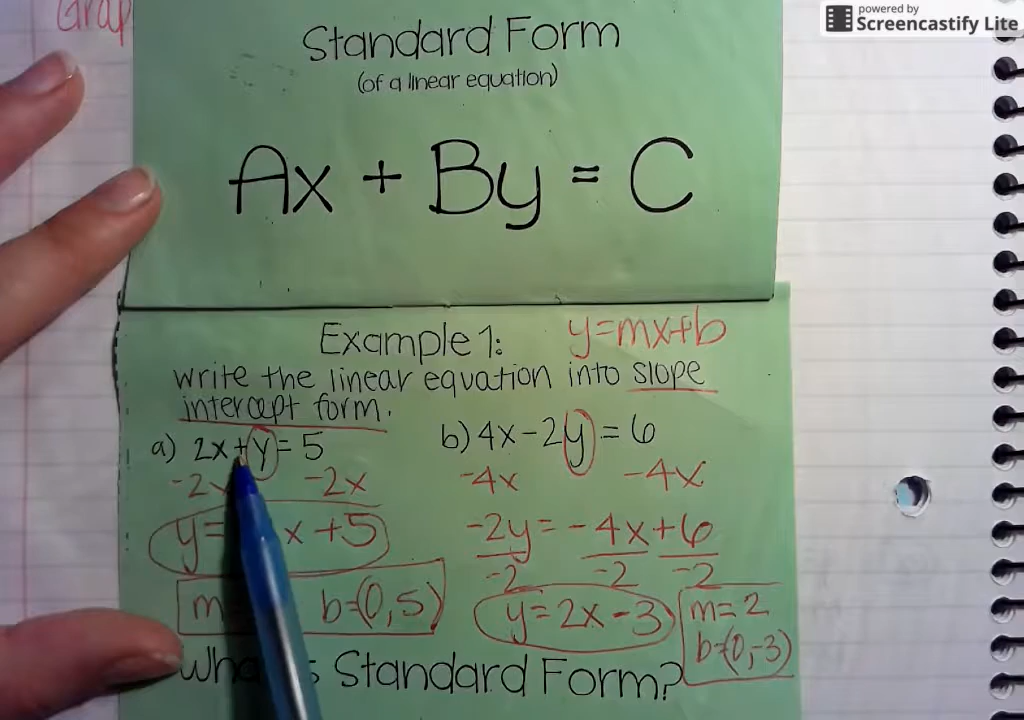 Grap
powered by
Screencastify Lite
Standard Form
(of a linear equation)
Ax + By = C
Example 1: y=mx+b
write the linear equation into slope
intercept form.
a) 2x+y=5 b) 4x-2y=6
-2x -2x -4x -4x
y= x+5 -2y=-4x+6
-2 -2 -2
m= b=(0,5) y=2x-3 m=2
b=(0,-3)
Standard Form?